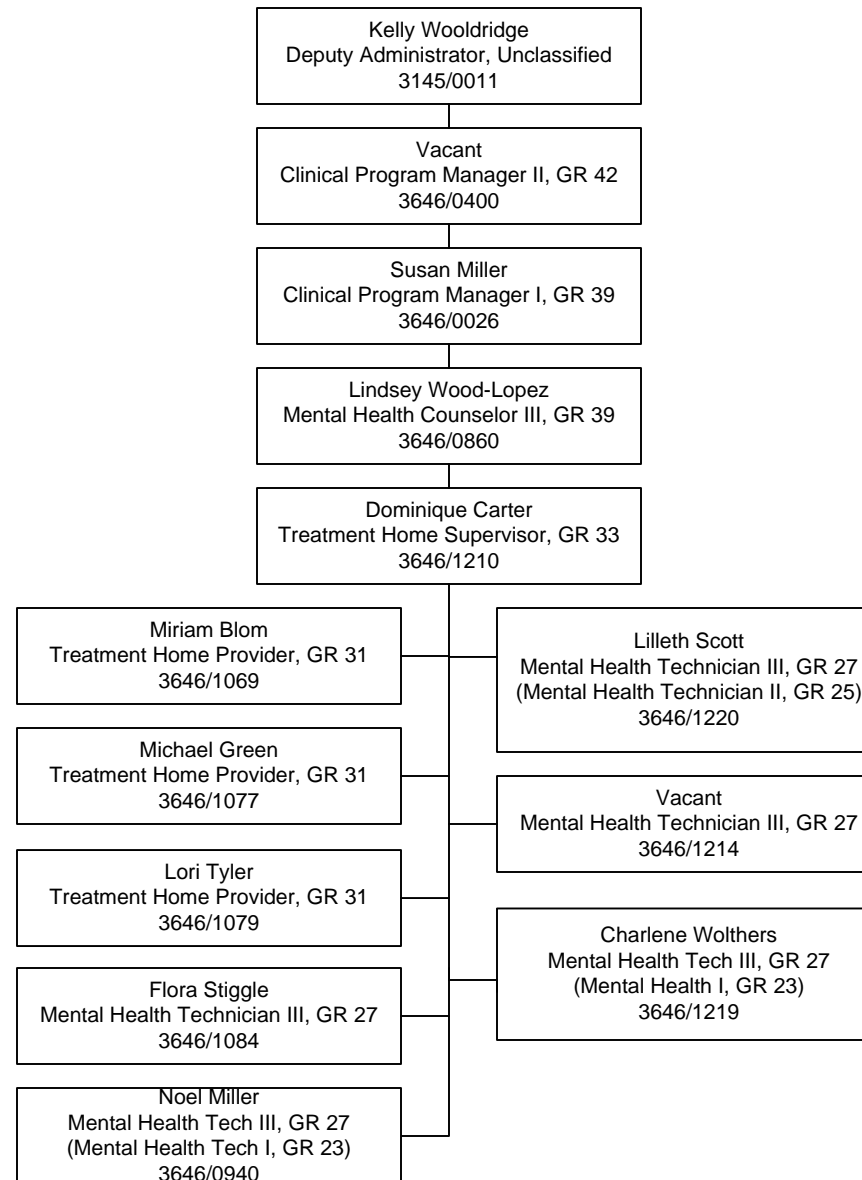 Kelly Wooldridge
Deputy Administrator, Unclassified
3145/0011
Vacant
Clinical Program Manager II, GR 42
3646/0400
Susan Miller
Clinical Program Manager I, GR 39
3646/0026
Lindsey Wood-Lopez
Mental Health Counselor III, GR 39
3646/0860
Dominique Carter
Treatment Home Supervisor, GR 33
3646/1210
Miriam Blom
Treatment Home Provider, GR 31
3646/1069
Michael Green
Treatment Home Provider, GR 31
3646/1077
Lori Tyler
Treatment Home Provider, GR 31
3646/1079
Flora Stiggle
Mental Health Technician III, GR 27
3646/1084
Noel Miller
Mental Health Tech III, GR 27
(Mental Health Tech I, GR 23)
3646/0940
Lilleth Scott
Mental Health Technician III, GR 27
(Mental Health Technician II, GR 25)
3646/1220
Vacant
Mental Health Technician III, GR 27
3646/1214
Charlene Wolthers
Mental Health Tech III, GR 27
(Mental Health I, GR 23)
3646/1219